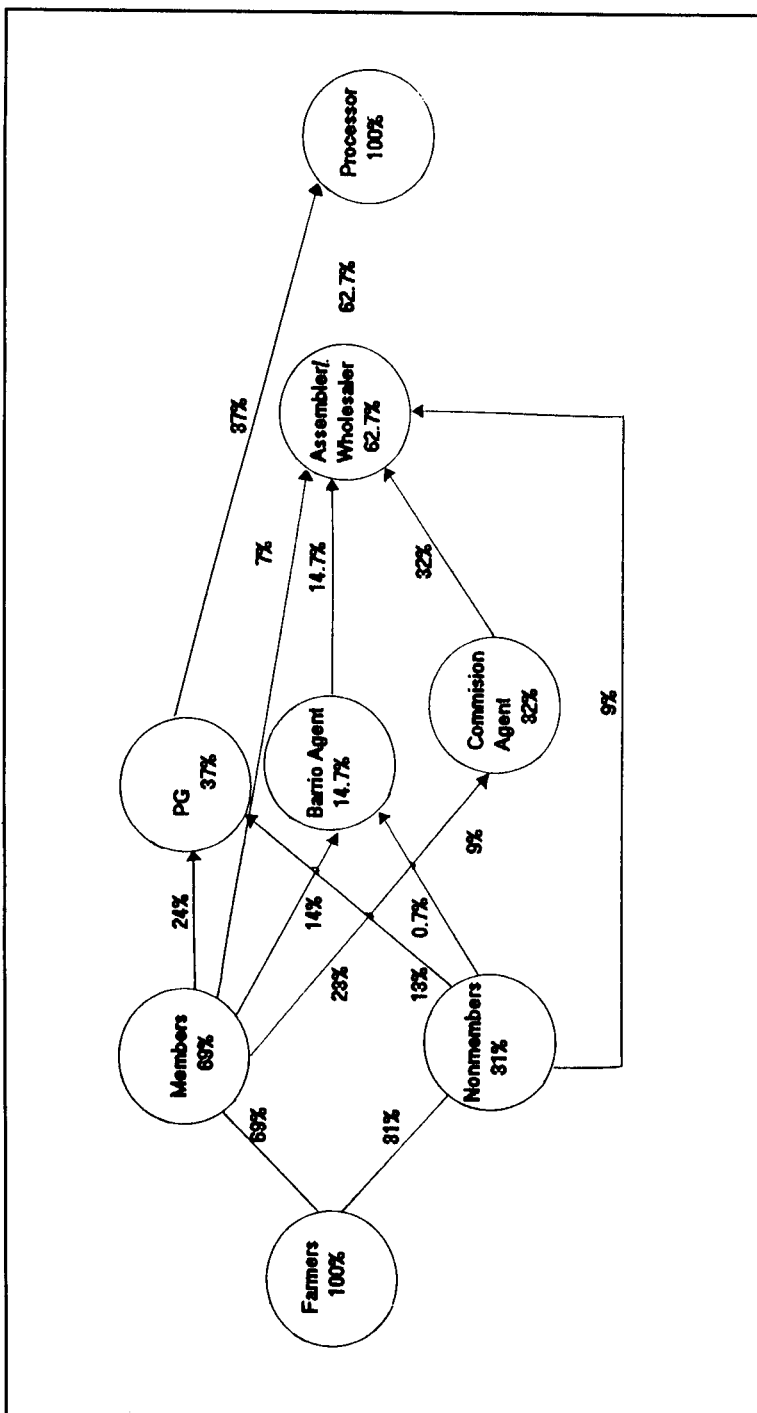 Farmers
100%
69%
31%
Members
69%
Nonmembers
31%
24%
14%
23%
13%
0.7%
9%
9%
PG
37%
Barrio Agent
14.7%
Commision
Agent
32%
37%
7%
14.7%
32%
Assembler/
Wholesaler
62.7%
62.7%
Processor
100%